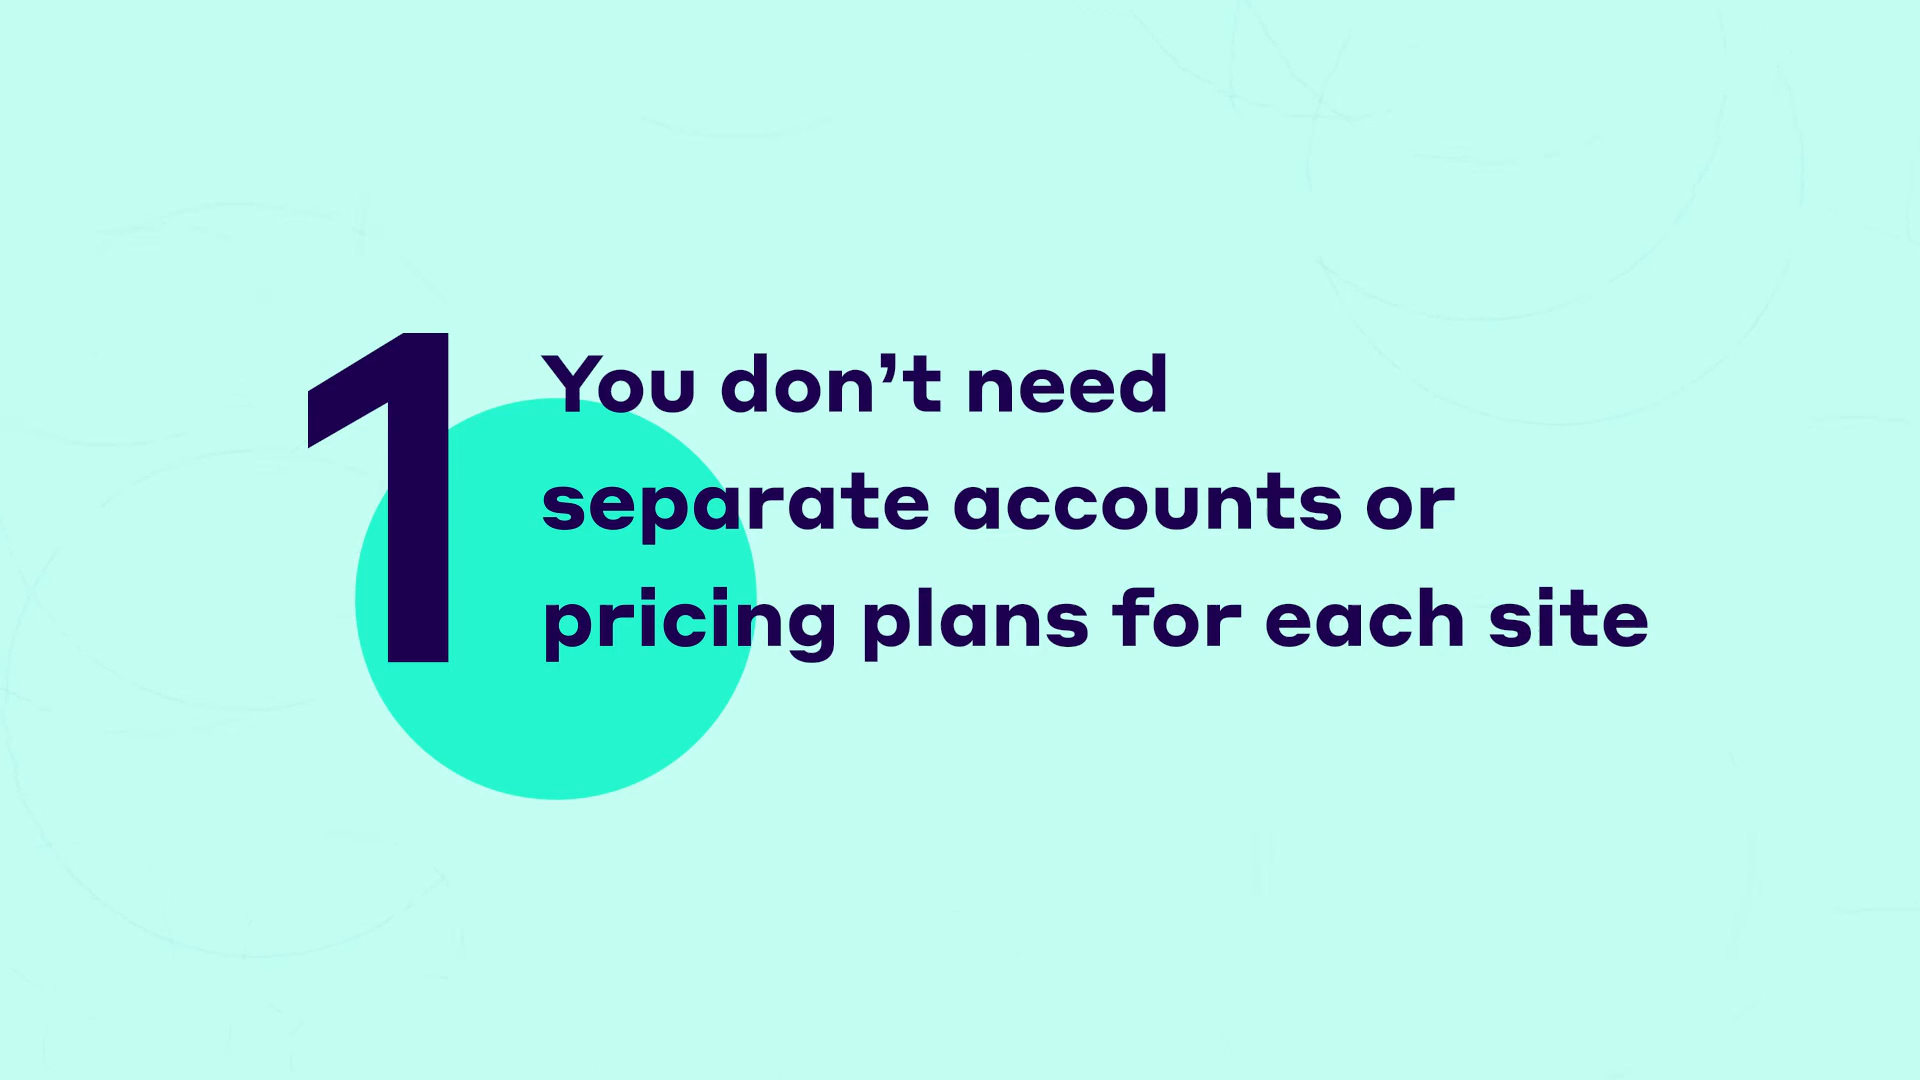 1
You don’t need
separate accounts or
pricing plans for each site